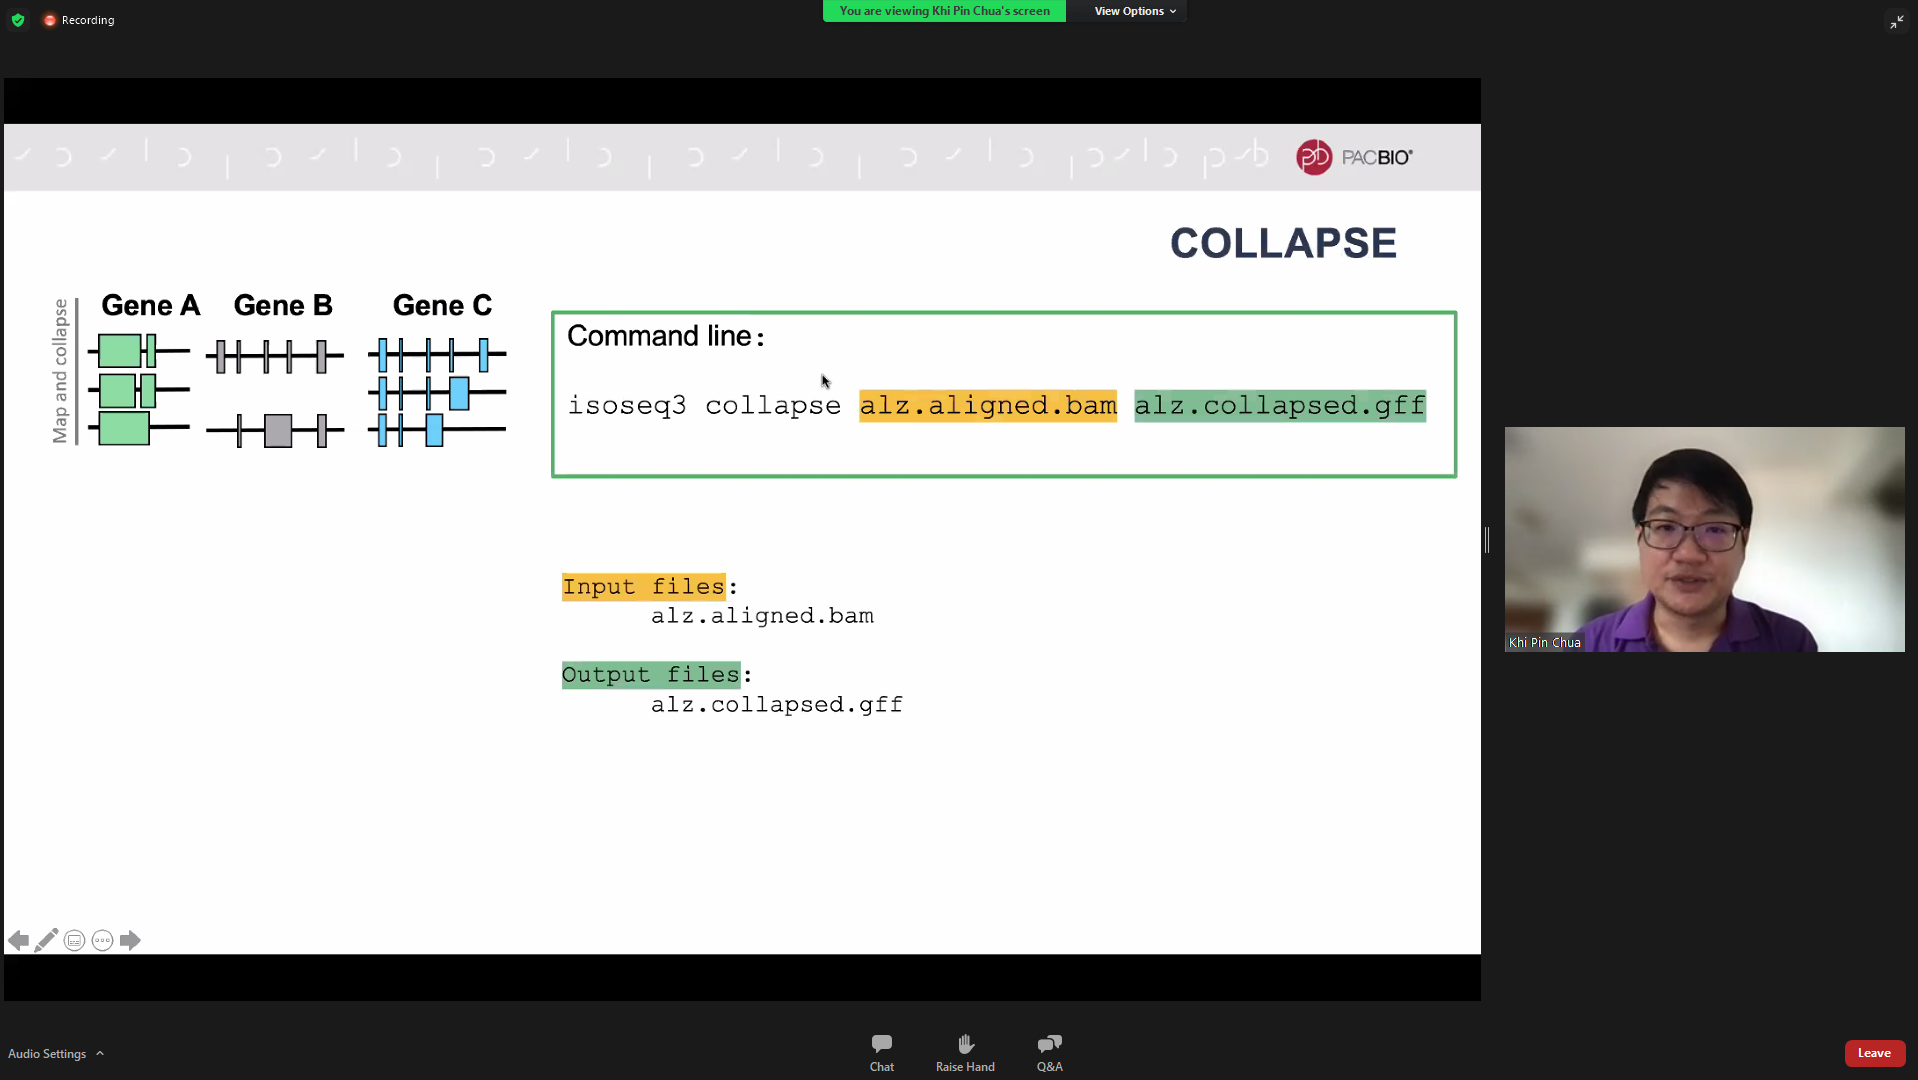 Recording
You are viewing Khi Pin Chua's screen
View Options
PACBIO®
COLLAPSE
Map and collapse
Gene A
Gene B
Gene C
Command line:
isoseq3 collapse alz.aligned.bam alz.collapsed.gff
Input files:
alz.aligned.bam
Output files:
alz.collapsed.gff
Khi Pin Chua
Audio Settings
Chat
Raise Hand
Q&A
Leave